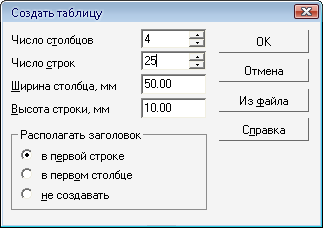 Создать таблицу
Число столбцов 4 OK
Число строк 25 Отмена
Ширина столбца, мм 50.00
Высота строки, мм 10.00 Из файла
Справка
Располагать заголовок
в первой строке
в первом столбце
не создавать